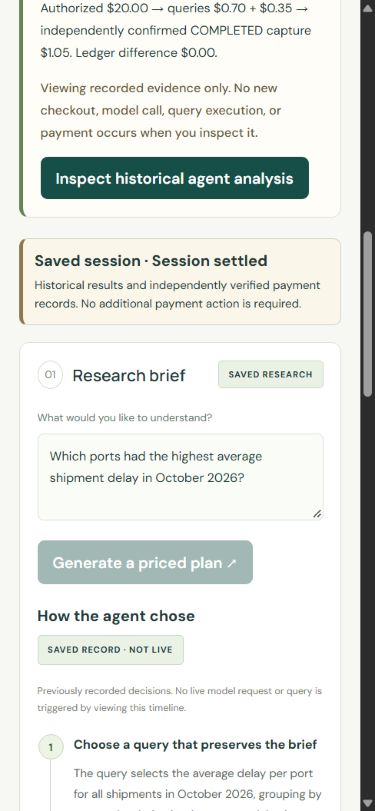 Authorized $20.00 → queries $0.70 + $0.35 →
independently confirmed COMPLETED capture
$1.05. Ledger difference $0.00.
Viewing recorded evidence only. No new
checkout, model call, query execution, or
payment occurs when you inspect it.
Inspect historical agent analysis
Saved session · Session settled
Historical results and independently verified payment
records. No additional payment action is required.
01 Research brief SAVED RESEARCH
What would you like to understand?
Which ports had the highest average
shipment delay in October 2026?
Generate a priced plan ↗
How the agent chose
SAVED RECORD · NOT LIVE
Previously recorded decisions. No live model request or query is
triggered by viewing this timeline.
1 Choose a query that preserves the brief
The query selects the average delay per port
for all shipments in October 2026, grouping by